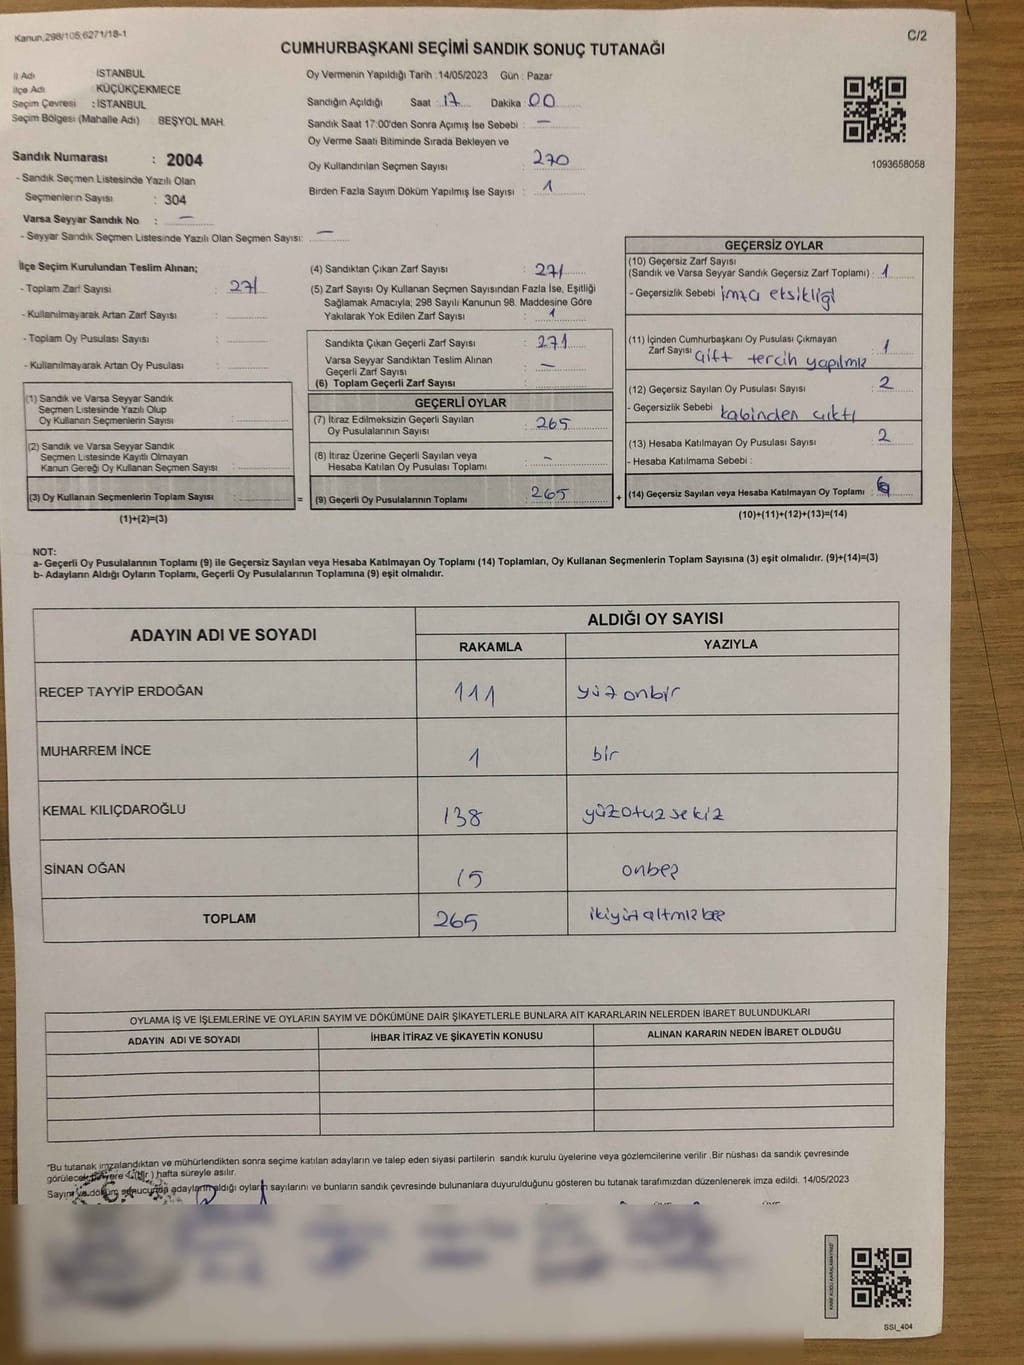 Kanun,298/105;6271/18-1
C/2
CUMHURBAŞKANI SEÇİMİ SANDIK SONUÇ TUTANAĞI
İl Adı : İSTANBUL
İlçe Adı : KÜÇÜKÇEKMECE
Seçim Çevresi : İSTANBUL
Seçim Bölgesi (Mahalle Adı) BEŞYOL MAH.
Sandık Numarası : 2004
- Sandık Seçmen Listesinde Yazılı Olan
Seçmenlerin Sayısı : 304
Varsa Seyyar Sandık No : -
- Seyyar Sandık Seçmen Listesinde Yazılı Olan Seçmen Sayısı: -
Oy Vermenin Yapıldığı Tarih :14/05/2023 Gün : Pazar
Sandığın Açıldığı Saat : 17 Dakika : 00
Sandık Saat 17:00'den Sonra Açımış İse Sebebi : -
Oy Verme Saati Bitiminde Sırada Bekleyen ve
Oy Kullandırılan Seçmen Sayısı : 270
Birden Fazla Sayım Döküm Yapılmış İse Sayısı : 1
1093658058
İlçe Seçim Kurulundan Teslim Alınan;
- Toplam Zarf Sayısı : 271
- Kullanılmayarak Artan Zarf Sayısı :
- Toplam Oy Pusulası Sayısı :
- Kullanılmayarak Artan Oy Pusulası :
(1) Sandık ve Varsa Seyyar Sandık
Seçmen Listesinde Yazılı Olup
Oy Kullanan Seçmenlerin Sayısı :
(2) Sandık ve Varsa Seyyar Sandık
Seçmen Listesinde Kayıtlı Olmayan
Kanun Gereği Oy Kullanan Seçmen Sayısı :
(3) Oy Kullanan Seçmenlerin Toplam Sayısı :
(1)+(2)=(3)
(4) Sandıktan Çıkan Zarf Sayısı : 271
(5) Zarf Sayısı Oy Kullanan Seçmen Sayısından Fazla İse, Eşitliği
Sağlamak Amacıyla; 298 Sayılı Kanunun 98. Maddesine Göre
Yakılarak Yok Edilen Zarf Sayısı : 1
Sandıkta Çıkan Geçerli Zarf Sayısı : 271
Varsa Seyyar Sandıktan Teslim Alınan
Geçerli Zarf Sayısı : -
(6) Toplam Geçerli Zarf Sayısı :
GEÇERLİ OYLAR
(7) İtiraz Edilmeksizin Geçerli Sayılan
Oy Pusulalarının Sayısı : 265
(8) İtiraz Üzerine Geçerli Sayılan veya
Hesaba Katılan Oy Pusulası Toplamı : -
= (9) Geçerli Oy Pusulalarının Toplamı : 265
GEÇERSİZ OYLAR
(10) Geçersiz Zarf Sayısı
(Sandık ve Varsa Seyyar Sandık Geçersiz Zarf Toplamı) : 1
- Geçersizlik Sebebi imza eksikliği
(11) İçinden Cumhurbaşkanı Oy Pusulası Çıkmayan
Zarf Sayısı : 1
Çift tercih yapılmız
(12) Geçersiz Sayılan Oy Pusulası Sayısı : 2
- Geçersizlik Sebebi kabinden çıktı
(13) Hesaba Katılmayan Oy Pusulası Sayısı : 2
- Hesaba Katılmama Sebebi :
+ (14) Geçersiz Sayılan veya Hesaba Katılmayan Oy Toplamı : 6
(10)+(11)+(12)+(13)=(14)
NOT:
a- Geçerli Oy Pusulalarının Toplamı (9) ile Geçersiz Sayılan veya Hesaba Katılmayan Oy Toplamı (14) Toplamları, Oy Kullanan Seçmenlerin Toplam Sayısına (3) eşit olmalıdır. (9)+(14)=(3)
b- Adayların Aldığı Oyların Toplamı, Geçerli Oy Pusulalarının Toplamına (9) eşit olmalıdır.
ADAYIN ADI VE SOYADI
ALDIĞI OY SAYISI
RAKAMLA YAZIYLA
RECEP TAYYİP ERDOĞAN 111 yüz onbir
MUHARREM İNCE 1 bir
KEMAL KILIÇDAROĞLU 138 yüzotuzsekiz
SİNAN OĞAN 15 onbeş
TOPLAM 265 ikiyüzaltmızbeş
OYLAMA İŞ VE İŞLEMLERİNE VE OYLARIN SAYIM VE DÖKÜMÜNE DAİR ŞİKAYETLERLE BUNLARA AİT KARARLARIN NELERDEN İBARET BULUNDUKLARI
ADAYIN ADI VE SOYADI İHBAR İTİRAZ VE ŞİKAYETİN KONUSU ALINAN KARARIN NEDEN İBARET OLDUĞU
"Bu tutanak imzalandıktan ve mühürlendikten sonra seçime katılan adayların ve talep eden siyasi partilerin sandık kurulu üyelerine veya gözlemcilerine verilir .Bir nüshası da sandık çevresinde
hafta süreyle asılır.
adayların aldığı oyların sayılarını ve bunların sandık çevresinde bulunanlara duyurulduğunu gösteren bu tutanak tarafımızdan düzenlenerek imza edildi. 14/05/2023
SSI_404